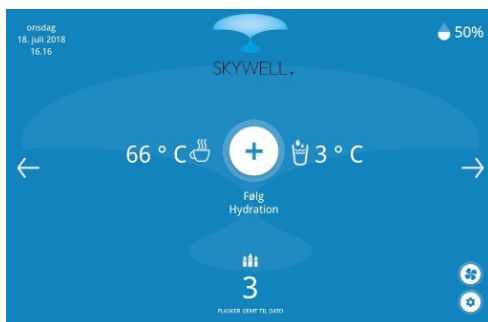 onsdag
18. juli 2018
16.16
50%
SKYWELL.
66 ° C
3 ° C
Følg
Hydration
3
FLASKER GEMT TIL DATO